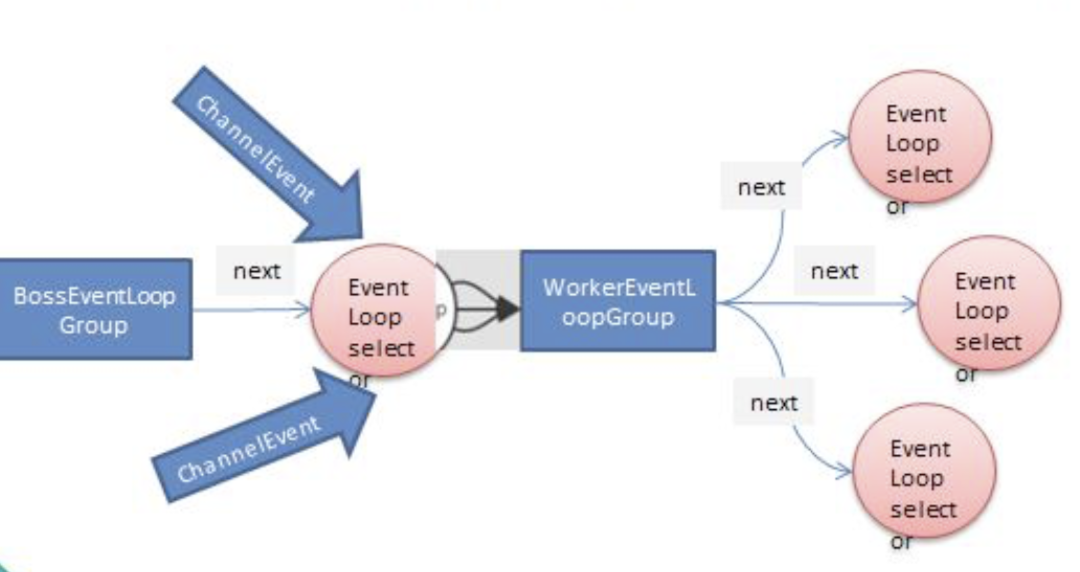 ChannelEvent
BossEventLoop
Group
next
Event
Loop
select
or
p
ChannelEvent
WorkerEventL
oopGroup
next
Event
Loop
select
or
next
Event
Loop
select
or
next
Event
Loop
select
or